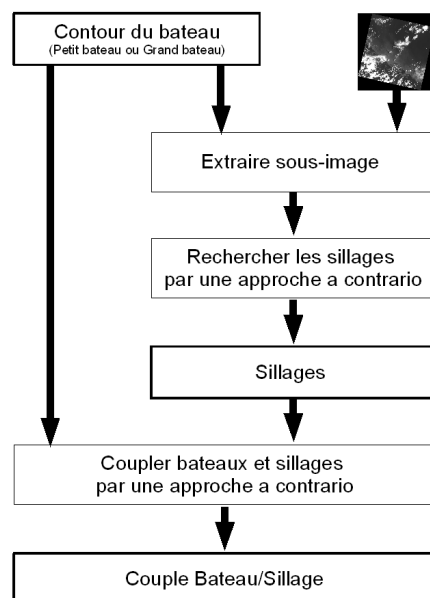 Contour du bateau
(Petit bateau ou Grand bateau)
Extraire sous-image
Rechercher les sillages
par une approche a contrario
Sillages
Coupler bateaux et sillages
par une approche a contrario
Couple Bateau/Sillage